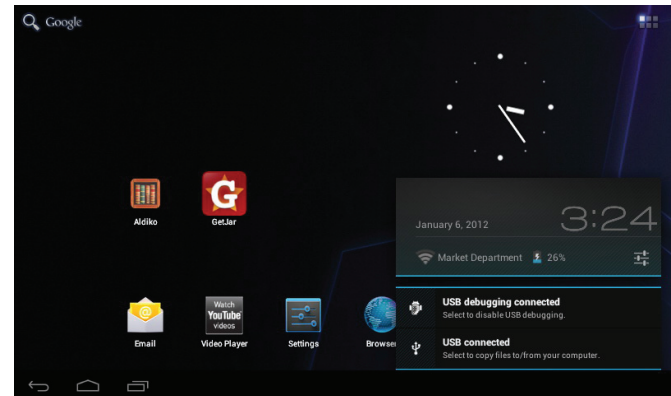 Google
Aldiko
GetJar
January 6, 2012
3:24
Market Department
26%
Watch
YouTube
videos
Email
Video Player
Settings
Browser
USB debugging connected
Select to disable USB debugging.
USB connected
Select to copy files to/from your computer.